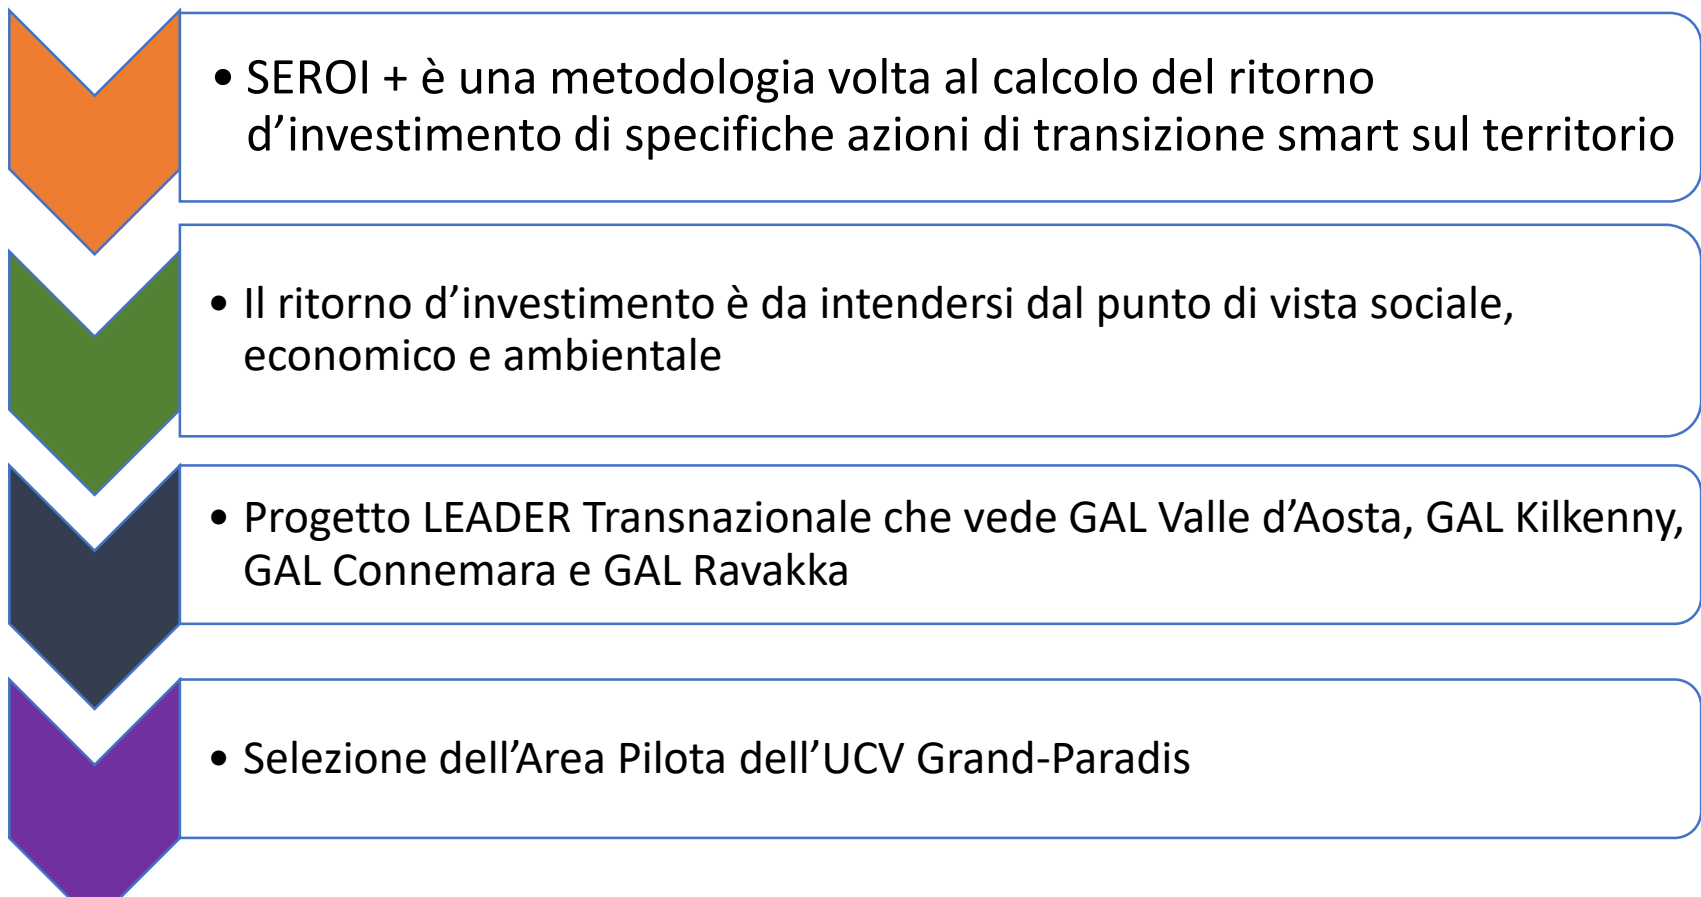 • SEROI + è una metodologia volta al calcolo del ritorno
d’investimento di specifiche azioni di transizione smart sul territorio
• Il ritorno d’investimento è da intendersi dal punto di vista sociale,
economico e ambientale
• Progetto LEADER Transnazionale che vede GAL Valle d’Aosta, GAL Kilkenny,
GAL Connemara e GAL Ravakka
• Selezione dell’Area Pilota dell’UCV Grand-Paradis